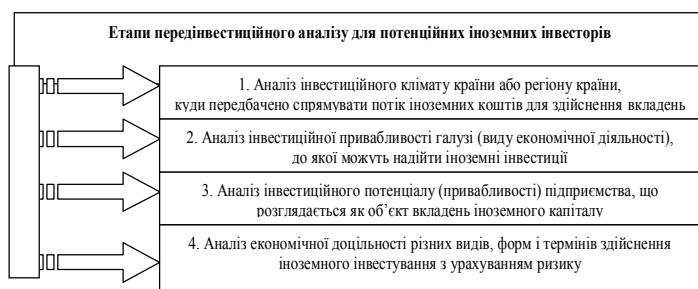 Етапи передінвестиційного аналізу для потенційних іноземних інвесторів
1. Аналіз інвестиційного клімату країни або регіону країни,
куди передбачено спрямувати потік іноземних коштів для здійснення вкладень
2. Аналіз інвестиційної привабливості галузі (виду економічної діяльності),
до якої можуть надійти іноземні інвестиції
3. Аналіз інвестиційного потенціалу (привабливості) підприємства, що
розглядається як об’єкт вкладень іноземного капіталу
4. Аналіз економічної доцільності різних видів, форм і термінів здійснення
іноземного інвестування з урахуванням ризику